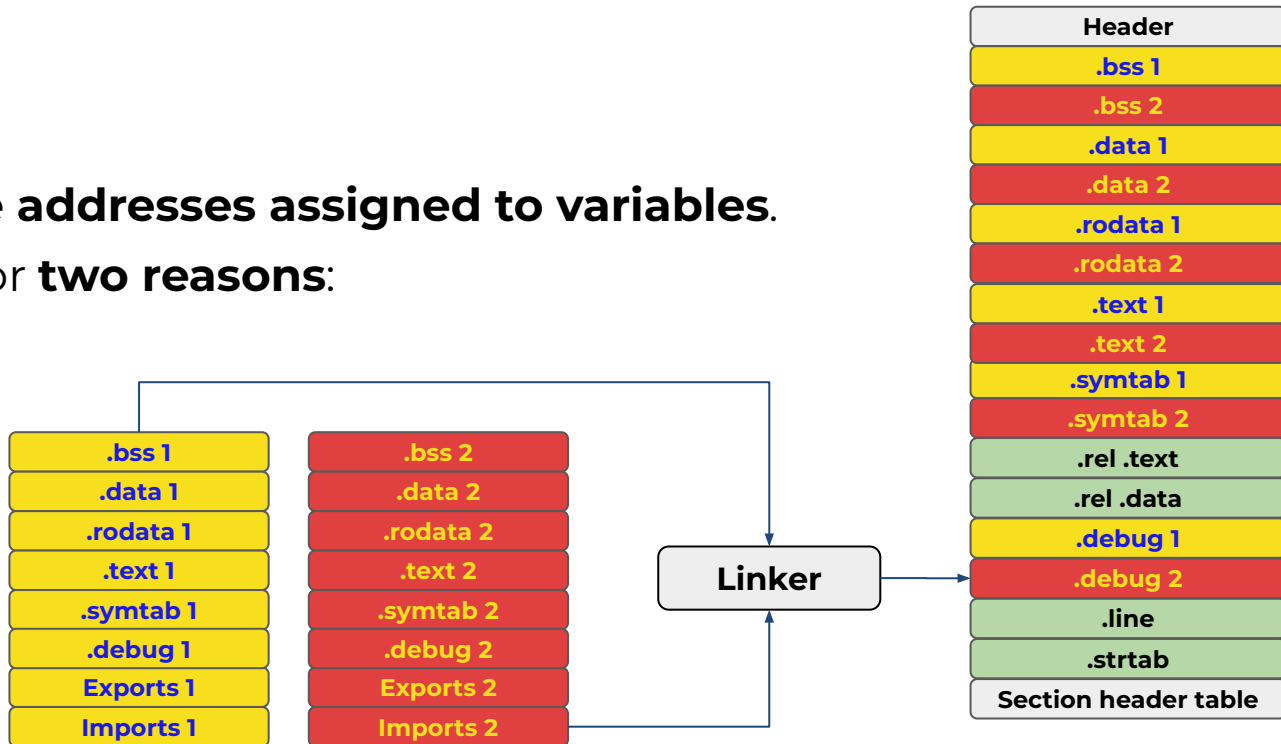 e addresses assigned to variables.
or two reasons:
.bss 1
.data 1
.rodata 1
.text 1
.symtab 1
.debug 1
Exports 1
Imports 1
.bss 2
.data 2
.rodata 2
.text 2
.symtab 2
.debug 2
Exports 2
Imports 2
Linker
Header
.bss 1
.bss 2
.data 1
.data 2
.rodata 1
.rodata 2
.text 1
.text 2
.symtab 1
.symtab 2
.rel .text
.rel .data
.debug 1
.debug 2
.line
.strtab
Section header table